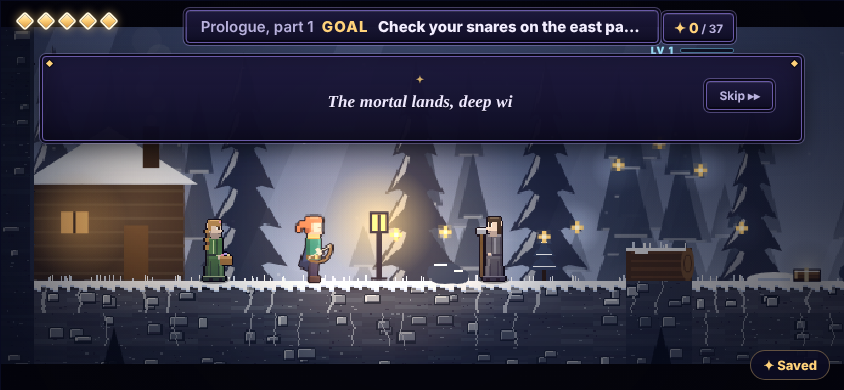 Prologue, part 1 GOAL Check your snares on the east pa...
✦ 0 / 37
LV 1
The mortal lands, deep wi
Skip ▸▸
✦ Saved